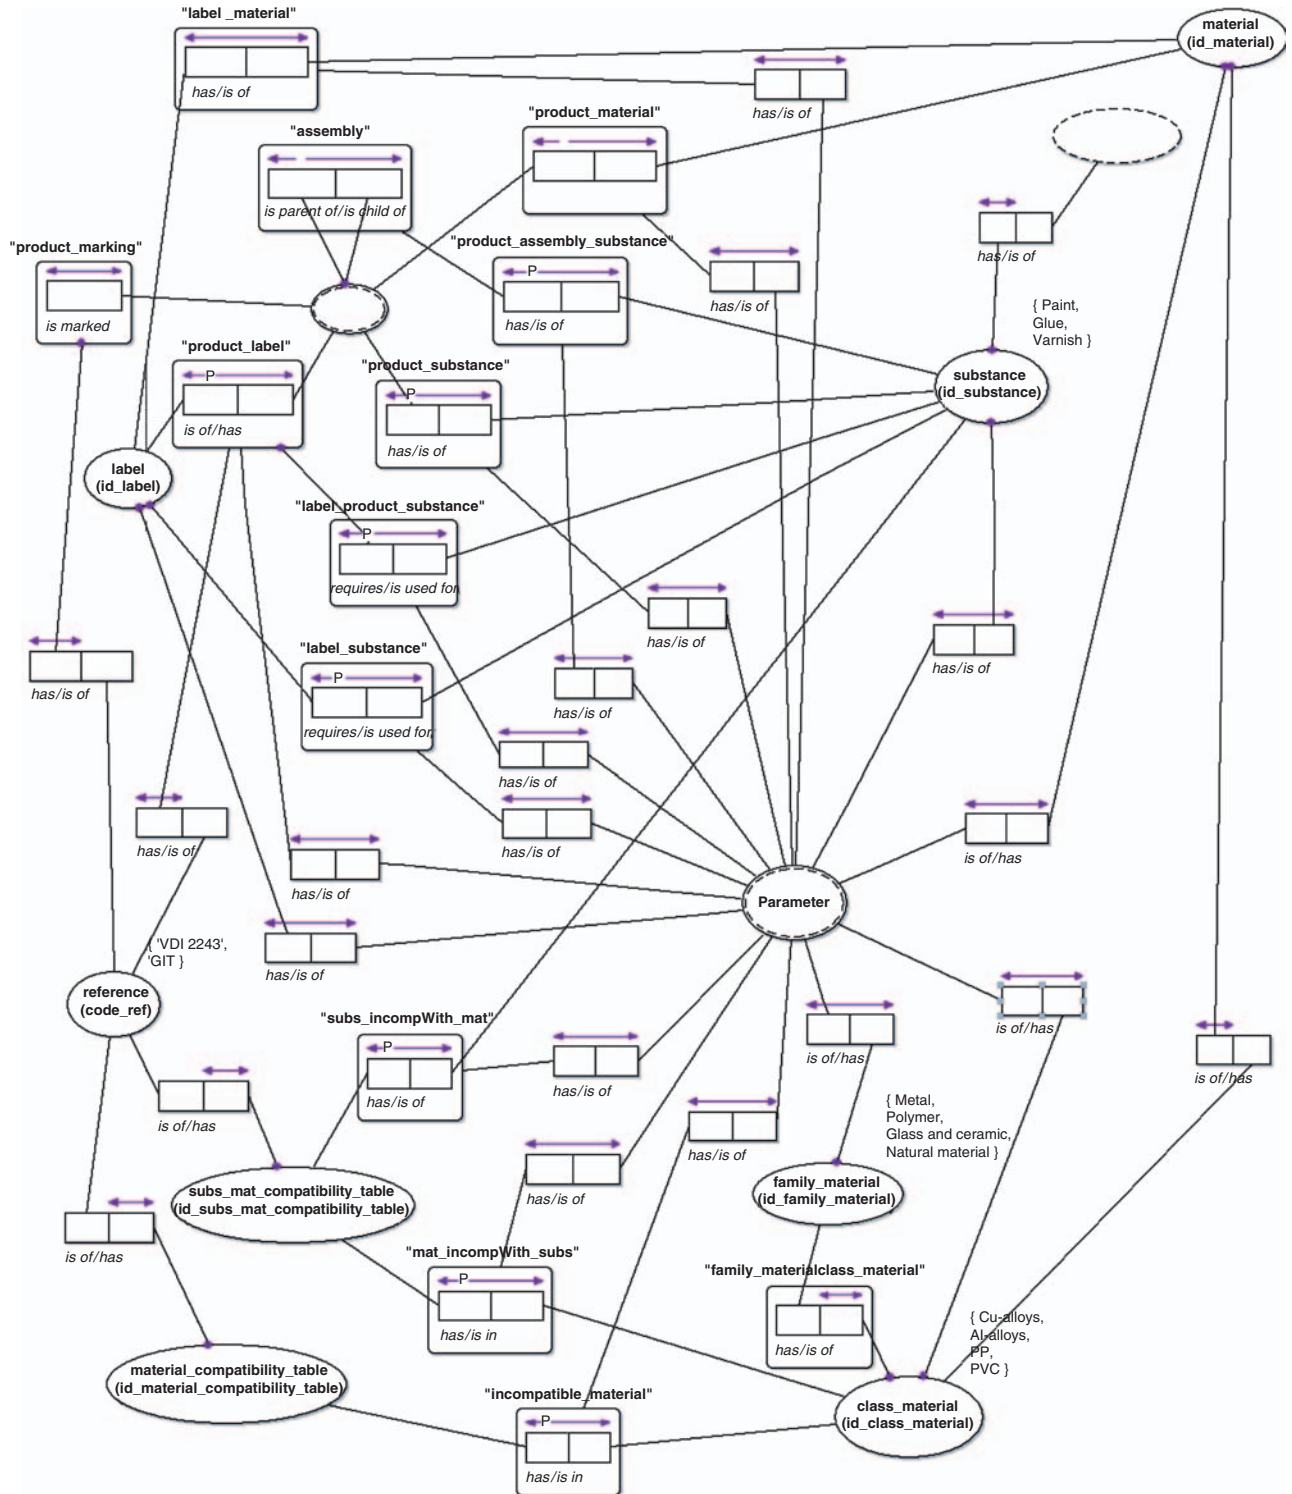 "label _material"
has/is of
material
(id_material)
has/is of
"product_material"
"assembly"
is parent of/is child of
"product_marking"
is marked
"product_assembly_substance"
P
has/is of
has/is of
has/is of
{ Paint,
Glue,
Varnish }
"product_label"
P
is of/has
"product_substance"
P
has/is of
substance
(id_substance)
label
(id_label)
"label_product_substance"
P
requires/is used for
has/is of
has/is of
"label_substance"
P
requires/is used for
has/is of
has/is of
has/is of
has/is of
has/is of
is of/has
has/is of
Parameter
{ 'VDI 2243',
'GIT }
has/is of
reference
(code_ref)
"subs_incompWith_mat"
P
has/is of
has/is of
is of/has
is of/has
is of/has
is of/has
has/is of
{ Metal,
Polymer,
Glass and ceramic,
Natural material }
has/is of
subs_mat_compatibility_table
(id_subs_mat_compatibility_table)
family_material
(id_family_material)
is of/has
"mat_incompWith_subs"
P
has/is in
"family_materialclass_material"
has/is of
{ Cu-alloys,
Al-alloys,
PP,
PVC }
material_compatibility_table
(id_material_compatibility_table)
"incompatible_material"
P
has/is in
class_material
(id_class_material)